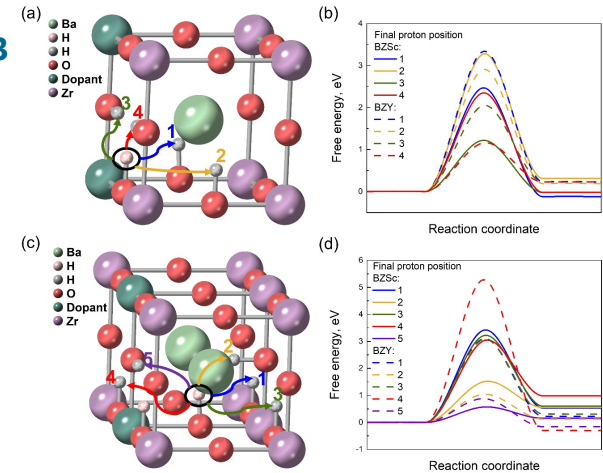 3
(a)
Ba
H
H
O
Dopant
Zr
3
4
1
2
(b)
Free energy, eV
4
3
2
1
0
Final proton position
BZSc:
1
2
3
4
BZY:
1
2
3
4
Reaction coordinate
(c)
Ba
H
H
O
Dopant
Zr
5
2
4
1
3
(d)
Free energy, eV
6
5
4
3
2
1
0
-1
Final proton position
BZSc:
1
2
3
4
5
BZY:
1
2
3
4
5
Reaction coordinate